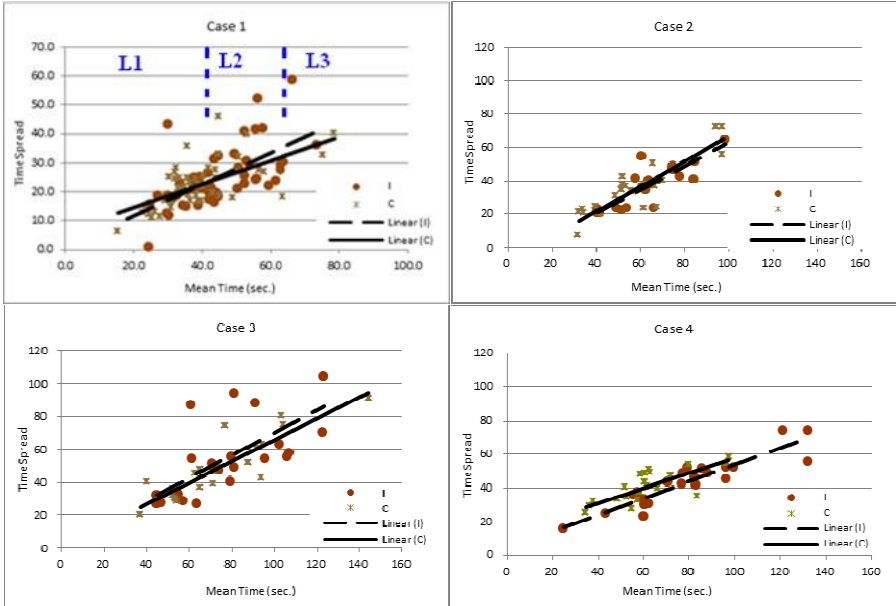 Case 1
70.0
60.0
50.0
40.0
30.0
20.0
10.0
0.0
L1 L2 L3
Time Spread
I
C
Linear (I)
Linear (C)
0.0 20.0 40.0 60.0 80.0 100.0
Mean Time (sec.)
Case 2
120
100
80
60
40
20
0
Time Spread
I
C
Linear (I)
Linear (C)
0 20 40 60 80 100 120 140 160
Mean Time (sec.)
Case 3
120
100
80
60
40
20
0
Time Spread
I
C
Linear (I)
Linear (C)
0 20 40 60 80 100 120 140 160
Mean Time (sec.)
Case 4
120
100
80
60
40
20
0
Time Spread
I
C
Linear (I)
Linear (C)
0 20 40 60 80 100 120 140 160
Mean Time (sec.)